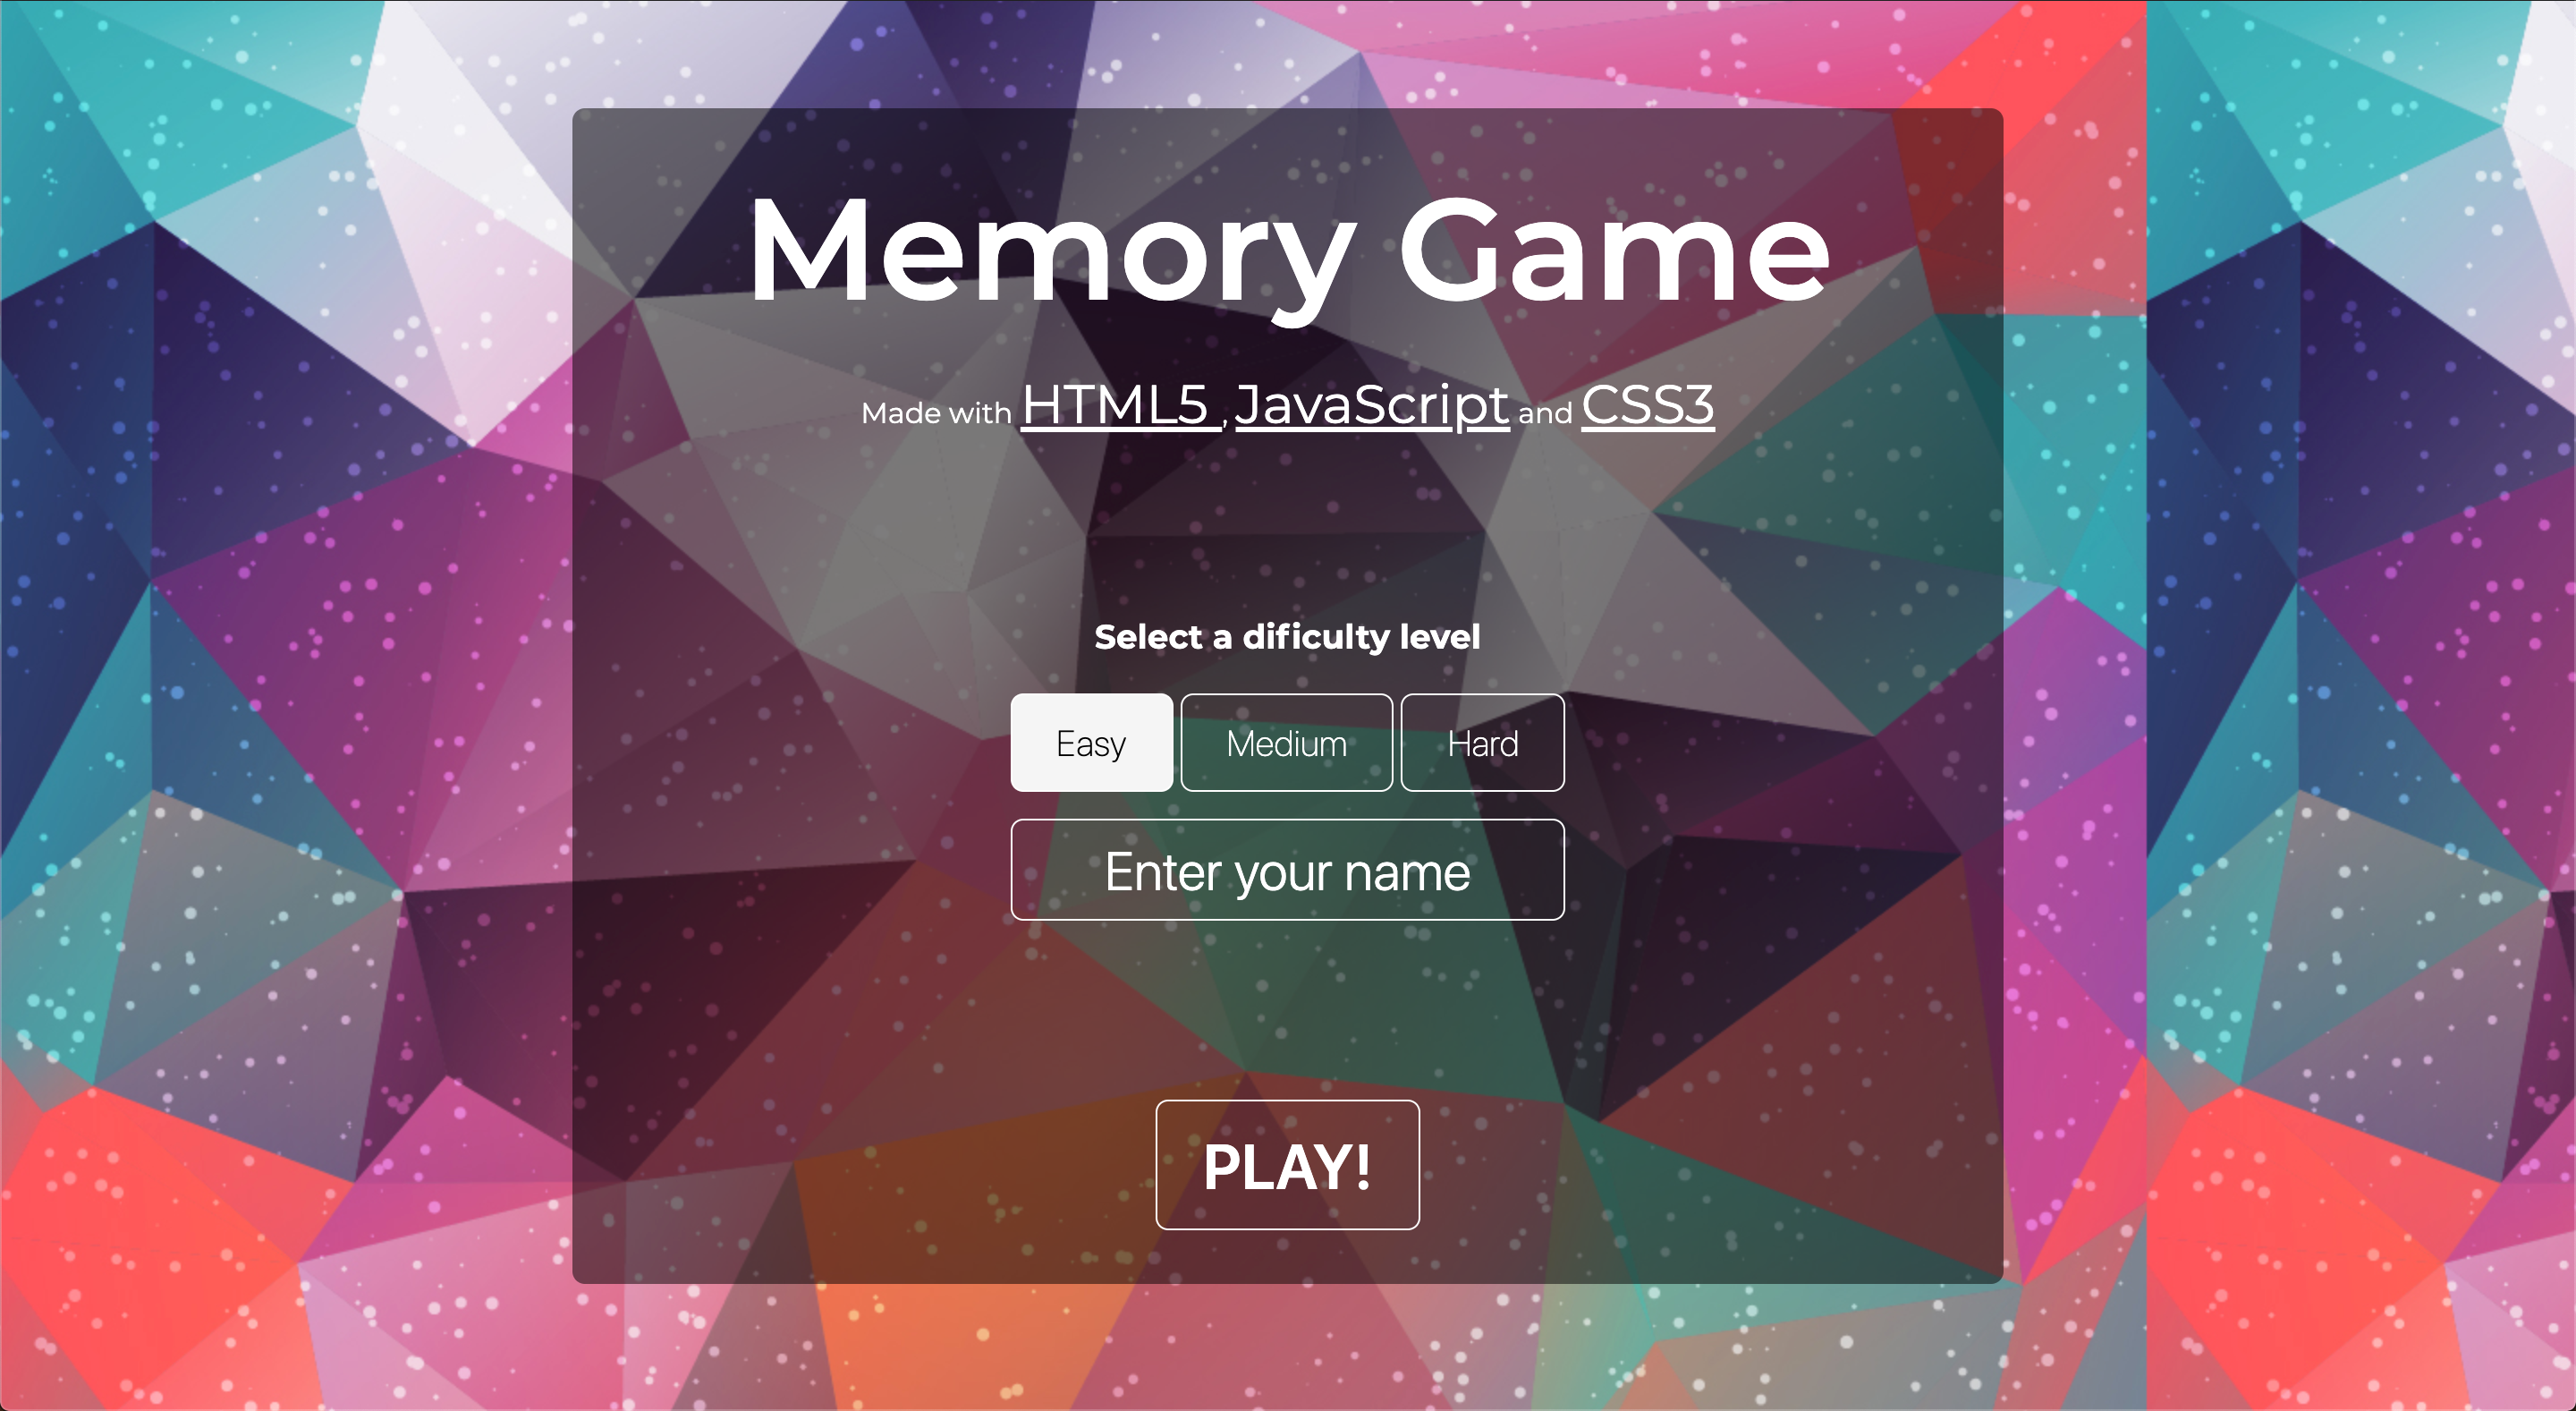 Memory Game
Made with HTML5 , JavaScript and CSS3
Select a dificulty level
Easy Medium Hard
Enter your name
PLAY!